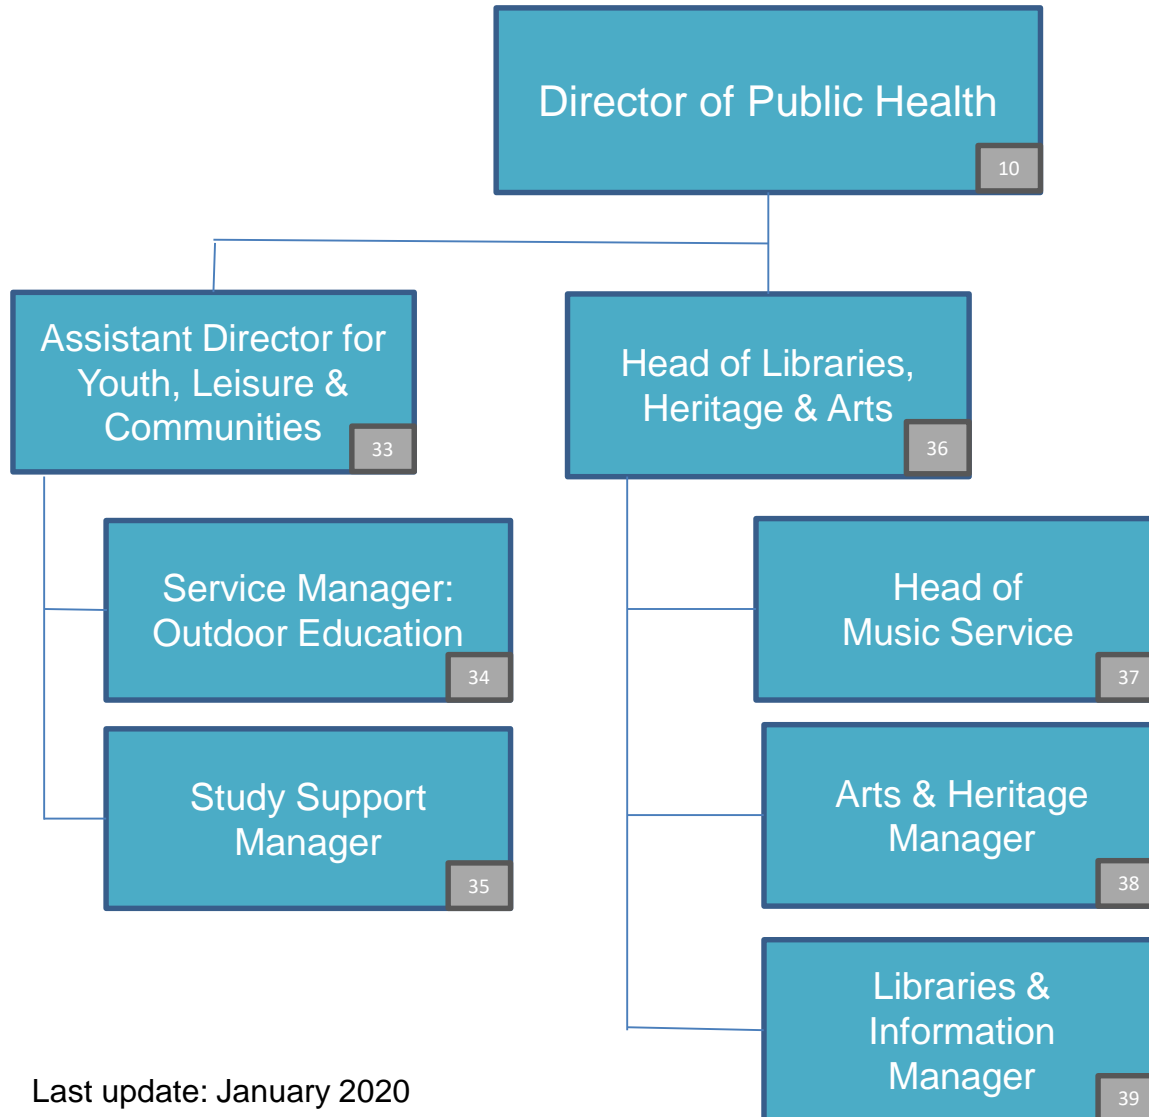 Director of Public Health
10
Assistant Director for
Youth, Leisure &
Communities
33
Head of Libraries,
Heritage & Arts
36
Service Manager:
Outdoor Education
34
Study Support
Manager
35
Head of
Music Service
37
Arts & Heritage
Manager
38
Libraries &
Information
Manager
39
Last update: January 2020